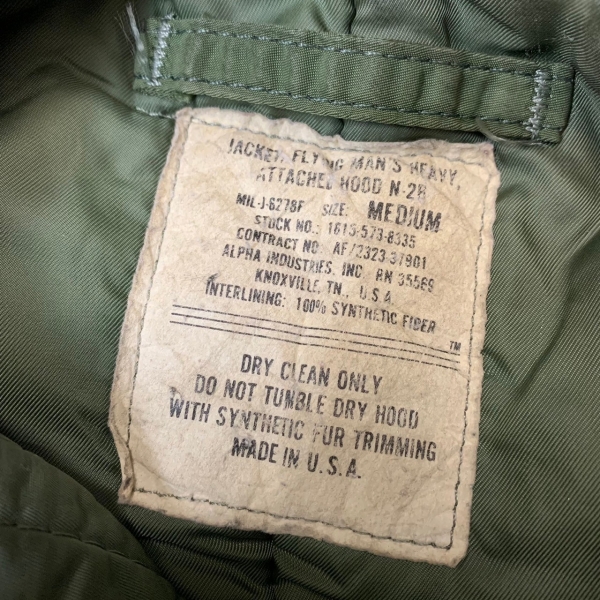 JACKET, FLYING MAN'S HEAVY,
ATTACHED HOOD N-2B
MIL-J-6278F SIZE: MEDIUM
STOCK NO.: 1615-573-8335
CONTRACT NO. AF/2323-37901
ALPHA INDUSTRIES, INC. RN 35589
KNOXVILLE, TN., U.S.A.
INTERLINING: 100% SYNTHETIC FIBER
TM
DRY CLEAN ONLY
DO NOT TUMBLE DRY HOOD
WITH SYNTHETIC FUR TRIMMING
MADE IN U.S.A.